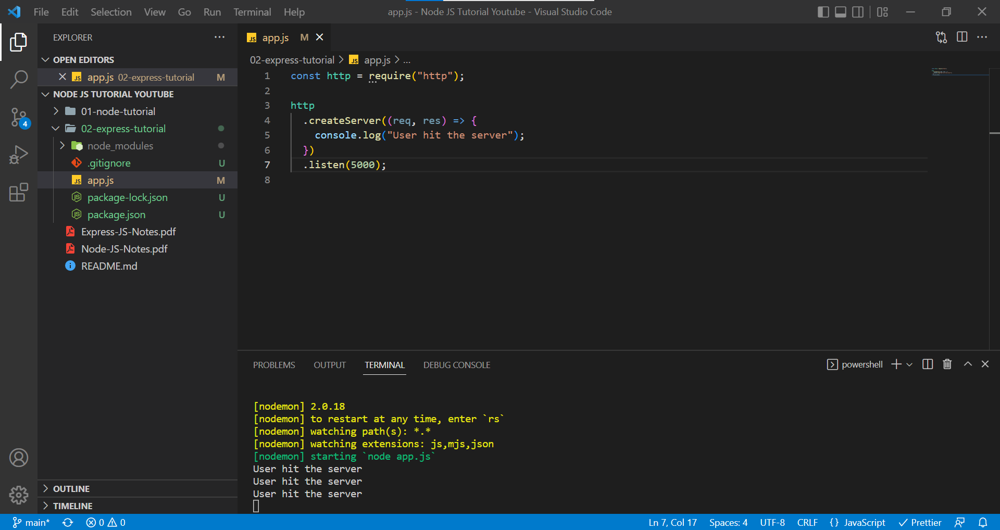 File Edit Selection View Go Run Terminal Help
app.js - Node JS Tutorial Youtube - Visual Studio Code
EXPLORER
OPEN EDITORS
JS app.js 02-express-tutorial M
NODE JS TUTORIAL YOUTUBE
01-node-tutorial
02-express-tutorial
node_modules
.gitignore U
JS app.js M
JS package-lock.json U
JS package.json U
Express-JS-Notes.pdf
Node-JS-Notes.pdf
README.md
OUTLINE
TIMELINE
4
JS app.js M
02-express-tutorial > JS app.js > ...
1 const http = require("http");
2
3 http
4 .createServer((req, res) => {
5 console.log("User hit the server");
6 })
7 .listen(5000);
8
PROBLEMS OUTPUT TERMINAL DEBUG CONSOLE
powershell
[nodemon] 2.0.18
[nodemon] to restart at any time, enter `rs`
[nodemon] watching path(s): *.*
[nodemon] watching extensions: js,mjs,json
[nodemon] starting `node app.js`
User hit the server
User hit the server
User hit the server
main* 0 0
Ln 7, Col 17 Spaces: 4 UTF-8 CRLF {} JavaScript Prettier